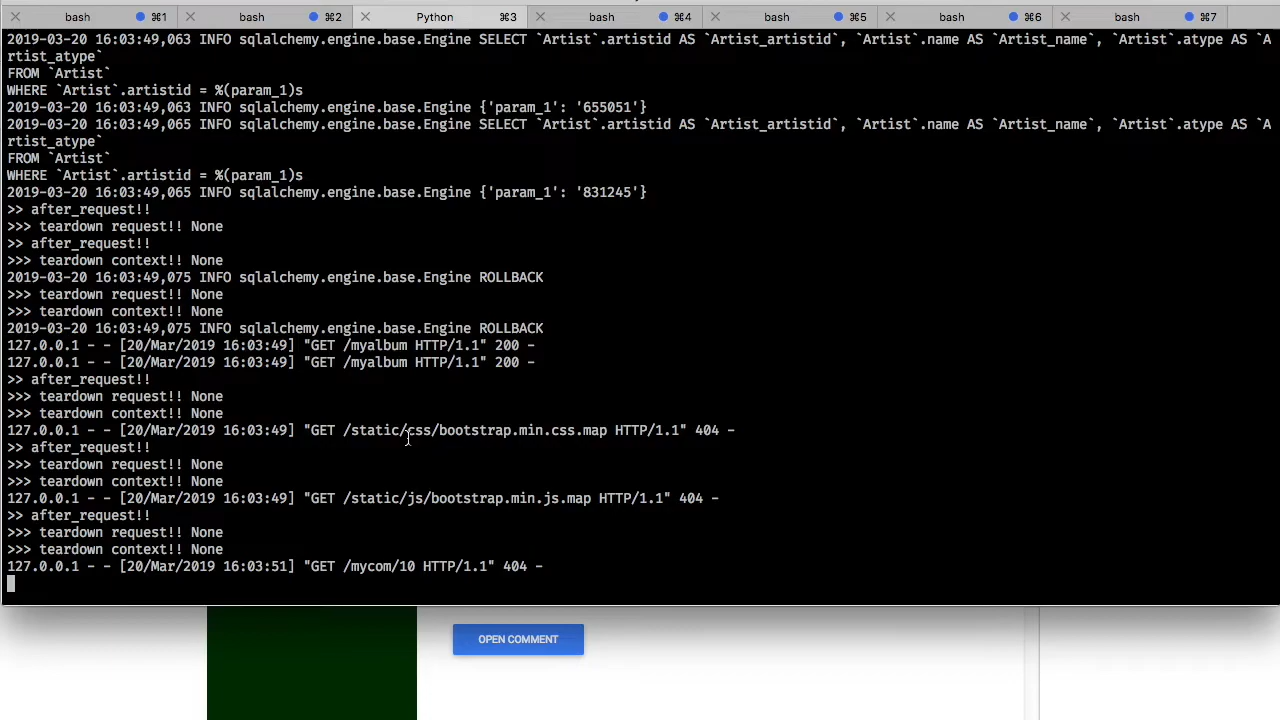 bash ⌘1 bash ⌘2 Python ⌘3 bash ⌘4 bash ⌘5 bash ⌘6 bash ⌘7
2019-03-20 16:03:49,063 INFO sqlalchemy.engine.base.Engine SELECT `Artist`.artistid AS `Artist_artistid`, `Artist`.name AS `Artist_name`, `Artist`.atype AS `A
rtist_atype`
FROM `Artist`
WHERE `Artist`.artistid = %(param_1)s
2019-03-20 16:03:49,063 INFO sqlalchemy.engine.base.Engine {'param_1': '655051'}
2019-03-20 16:03:49,065 INFO sqlalchemy.engine.base.Engine SELECT `Artist`.artistid AS `Artist_artistid`, `Artist`.name AS `Artist_name`, `Artist`.atype AS `A
rtist_atype`
FROM `Artist`
WHERE `Artist`.artistid = %(param_1)s
2019-03-20 16:03:49,065 INFO sqlalchemy.engine.base.Engine {'param_1': '831245'}
>> after_request!!
>>> teardown request!! None
>> after_request!!
>>> teardown context!! None
2019-03-20 16:03:49,075 INFO sqlalchemy.engine.base.Engine ROLLBACK
>>> teardown request!! None
>>> teardown context!! None
2019-03-20 16:03:49,075 INFO sqlalchemy.engine.base.Engine ROLLBACK
127.0.0.1 - - [20/Mar/2019 16:03:49] "GET /myalbum HTTP/1.1" 200 -
127.0.0.1 - - [20/Mar/2019 16:03:49] "GET /myalbum HTTP/1.1" 200 -
>> after_request!!
>>> teardown request!! None
>>> teardown context!! None
127.0.0.1 - - [20/Mar/2019 16:03:49] "GET /static/css/bootstrap.min.css.map HTTP/1.1" 404 -
>> after_request!!
>>> teardown request!! None
>>> teardown context!! None
127.0.0.1 - - [20/Mar/2019 16:03:49] "GET /static/js/bootstrap.min.js.map HTTP/1.1" 404 -
>> after_request!!
>>> teardown request!! None
>>> teardown context!! None
127.0.0.1 - - [20/Mar/2019 16:03:51] "GET /mycom/10 HTTP/1.1" 404 -
OPEN COMMENT